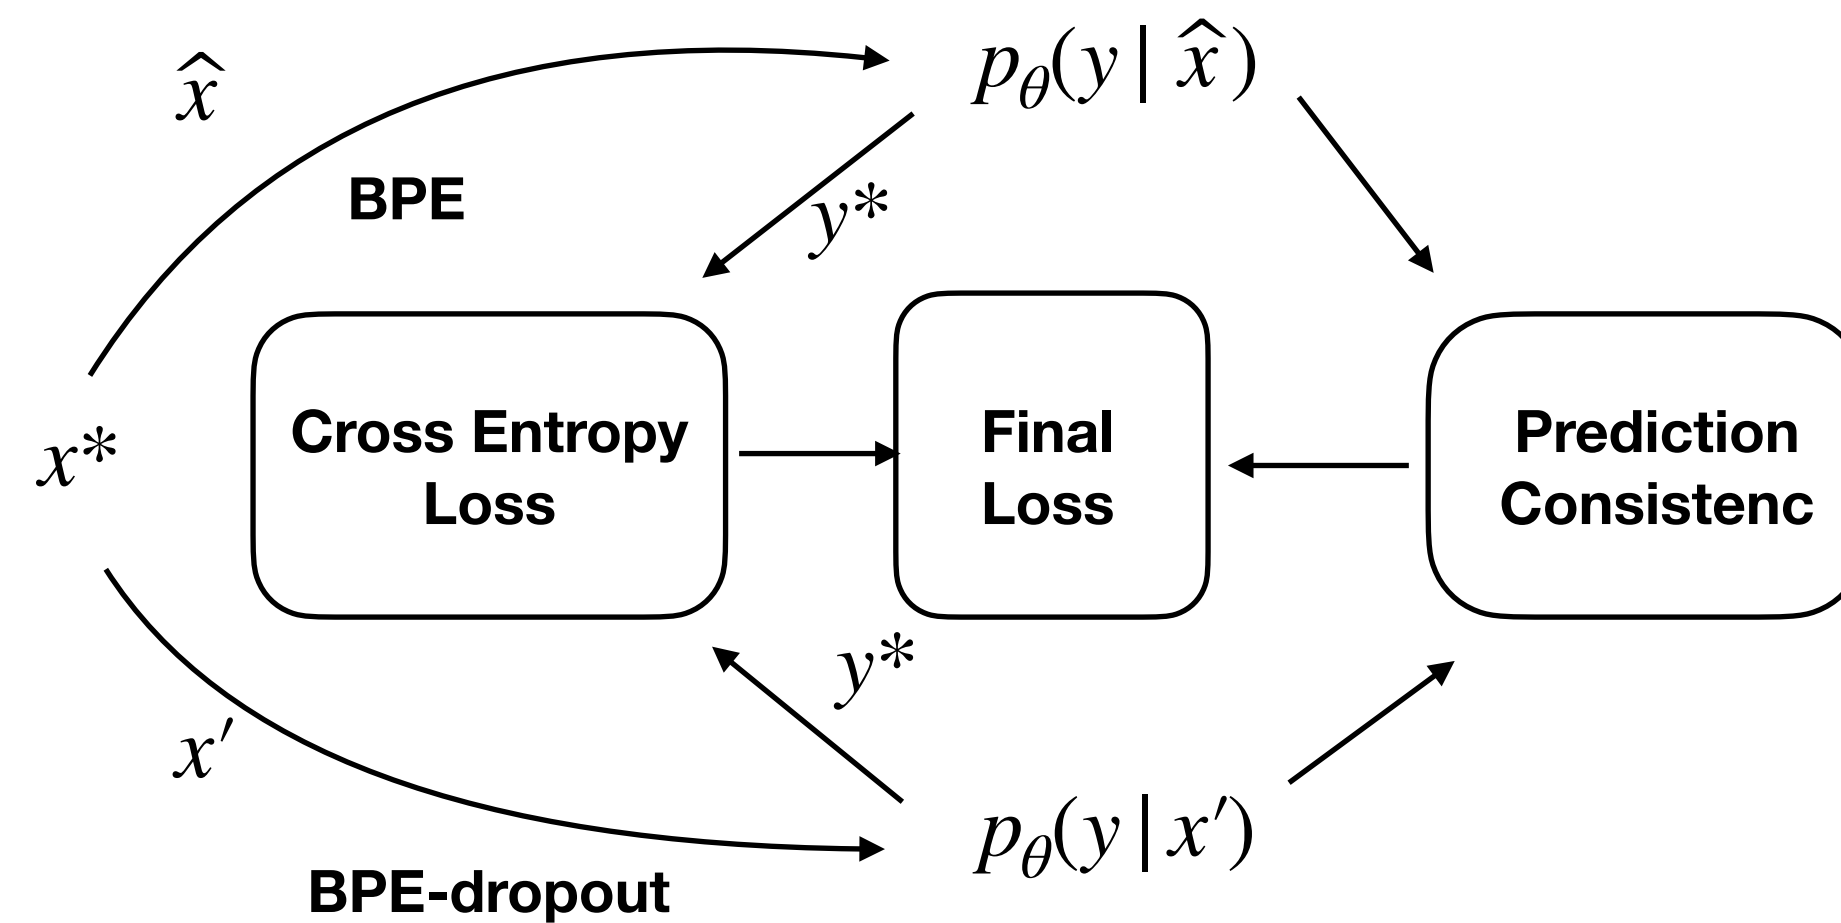 x̂
p_θ(y | x̂)
BPE
y*
x*
Cross Entropy
Loss
Final
Loss
Prediction
Consistenc
y*
x′
p_θ(y | x′)
BPE-dropout